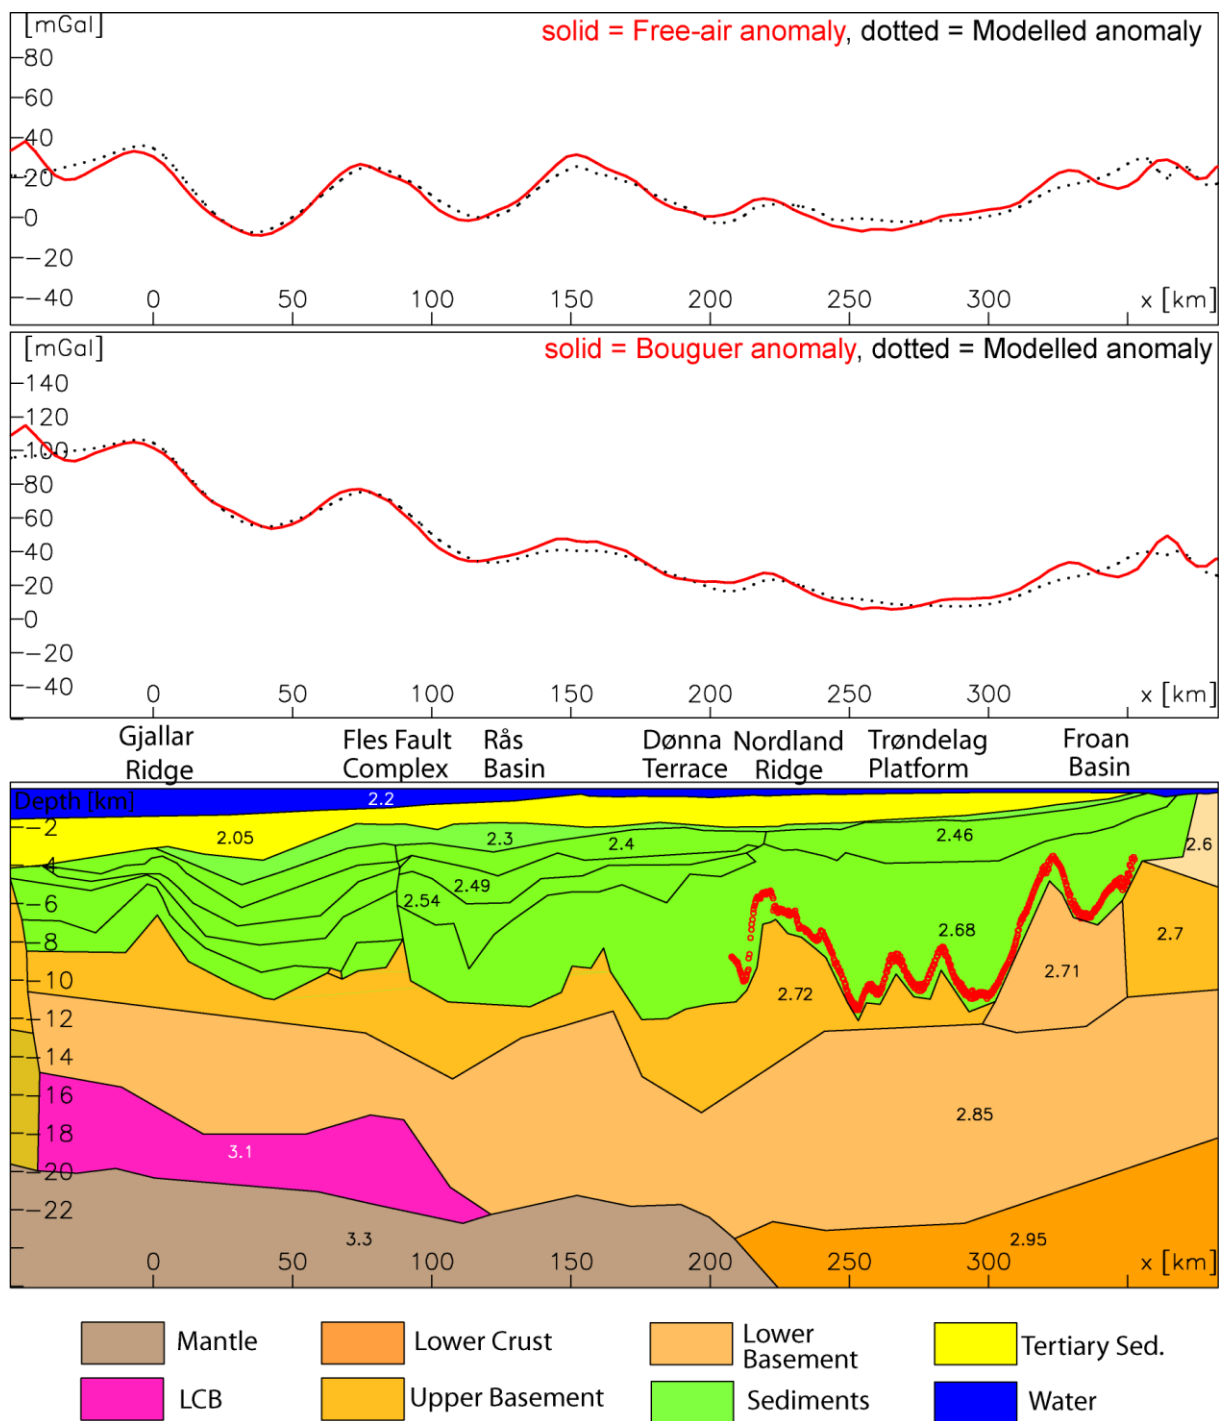 [mGal]
solid = Free-air anomaly, dotted = Modelled anomaly
80
60
40
20
0
−20
−40
0 50 100 150 200 250 300 x [km]
[mGal]
solid = Bouguer anomaly, dotted = Modelled anomaly
140
120
100
80
60
40
20
0
−20
−40
0 50 100 150 200 250 300 x [km]
Gjallar Ridge
Fles Fault Complex
Rås Basin
Dønna Terrace
Nordland Ridge
Trøndelag Platform
Froan Basin
Depth [km]
2.2
−2
2.05
2.3
2.4
2.46
2.6
−4
2.49
2.54
−6
2.68
2.7
−8
2.71
−10
2.72
−12
−14
−16
2.85
−18
3.1
−20
−22
3.3
2.95
0 50 100 150 200 250 300 x [km]
Mantle
Lower Crust
Lower Basement
Tertiary Sed.
LCB
Upper Basement
Sediments
Water